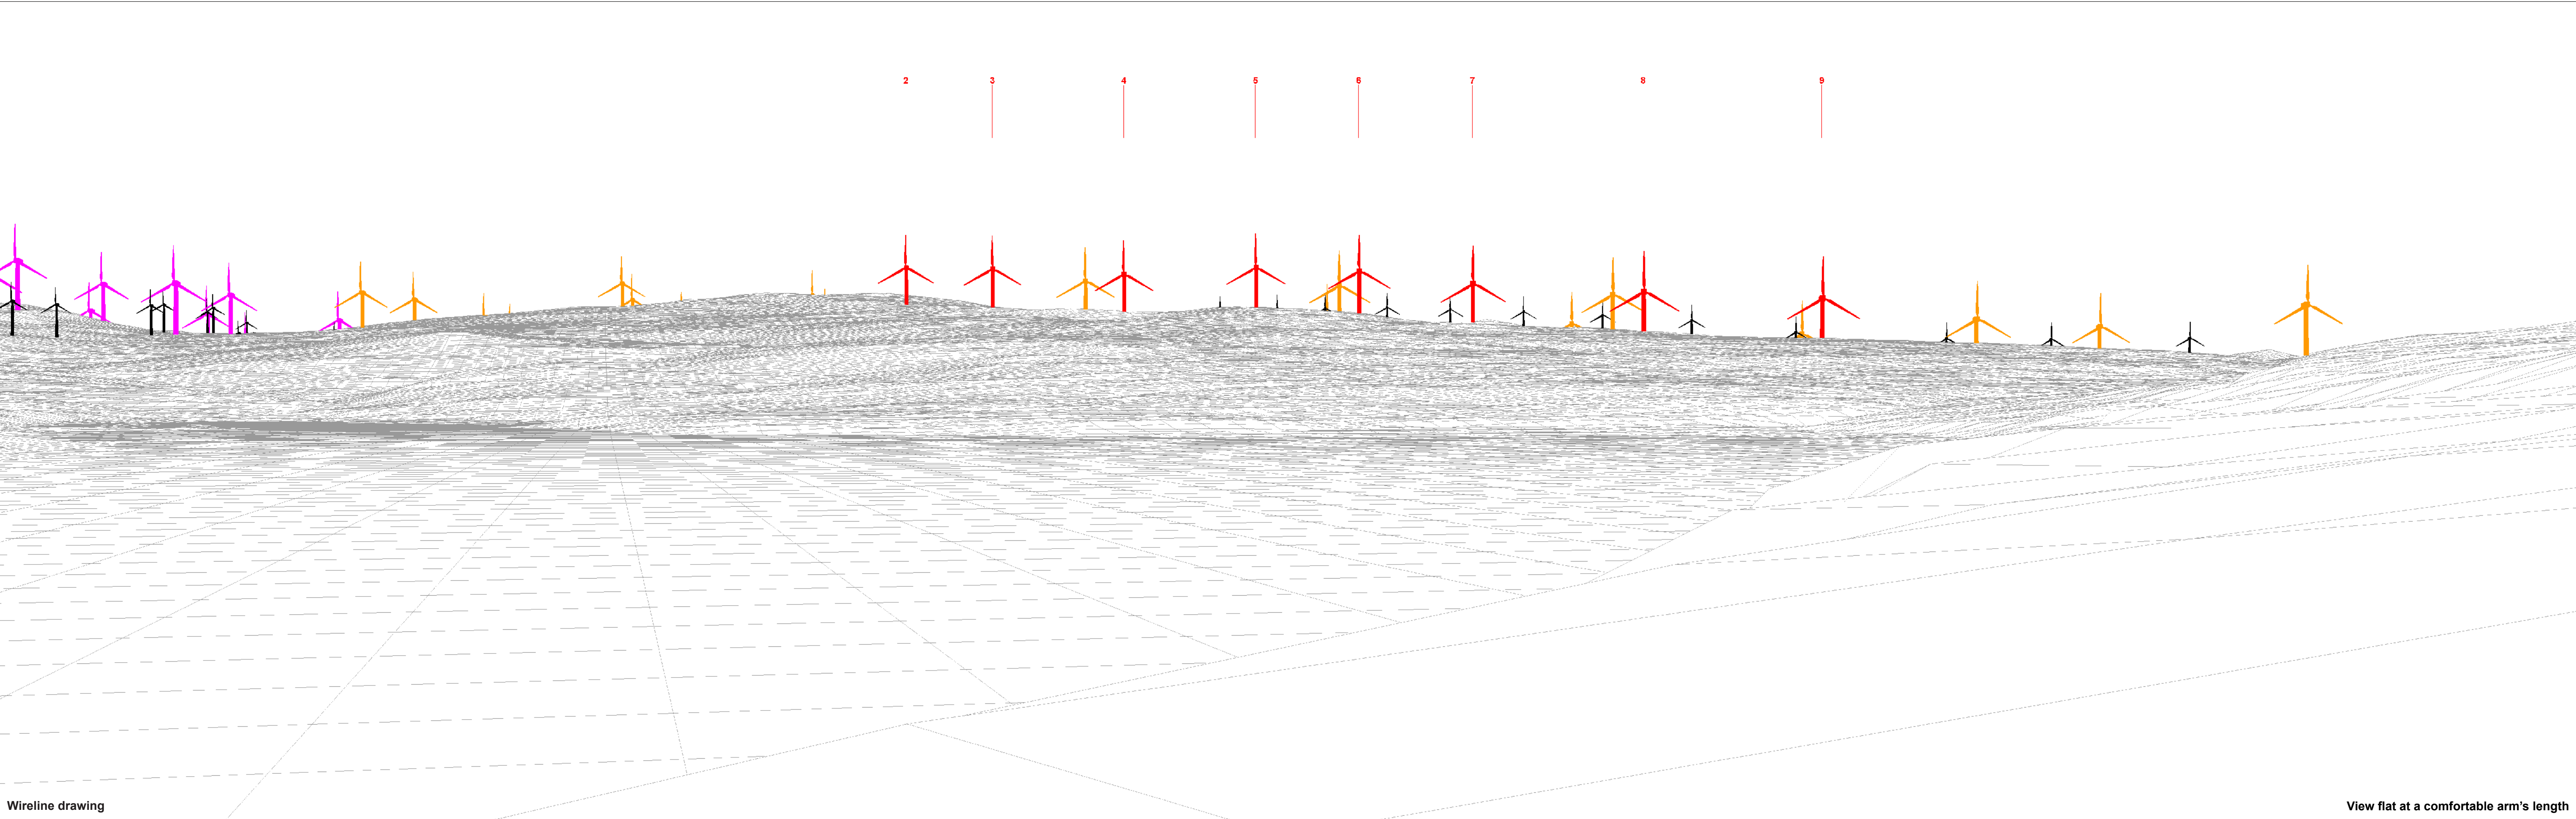 2 3 4 5 6 7 8 9
Wireline drawing
View flat at a comfortable arm's length